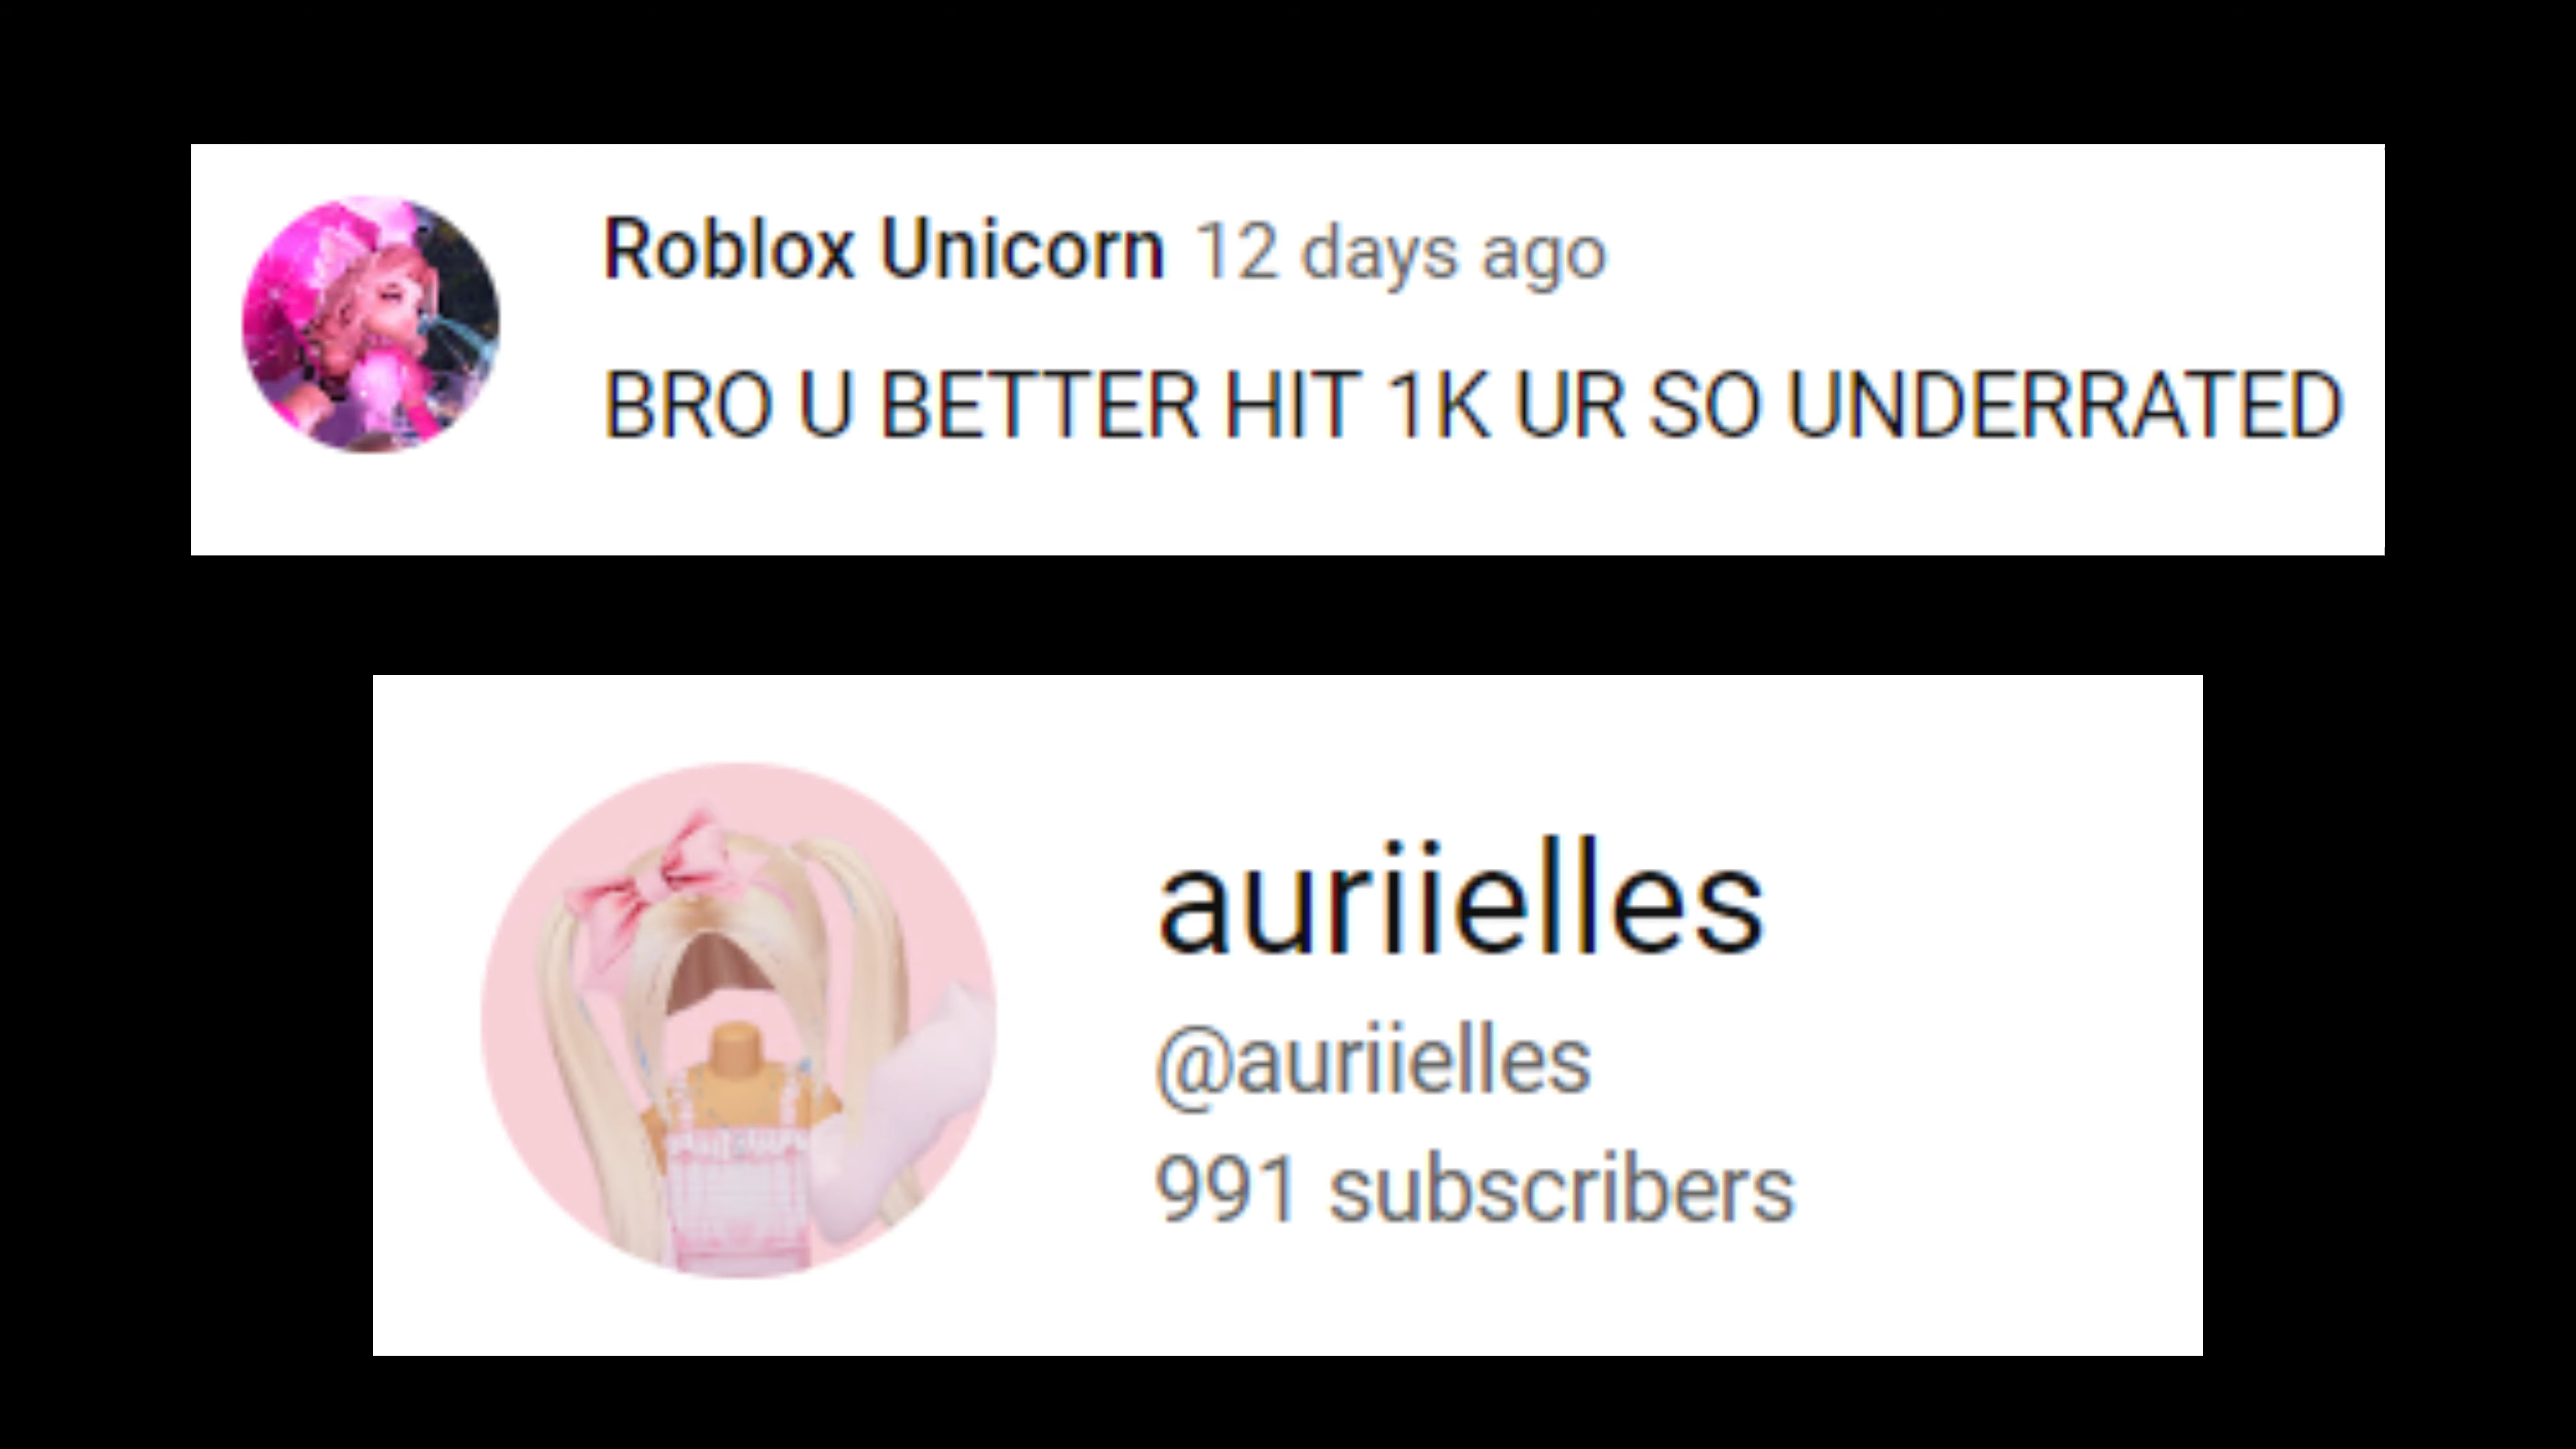 Roblox Unicorn 12 days ago
BRO U BETTER HIT 1K UR SO UNDERRATED
auriielles
@auriielles
991 subscribers